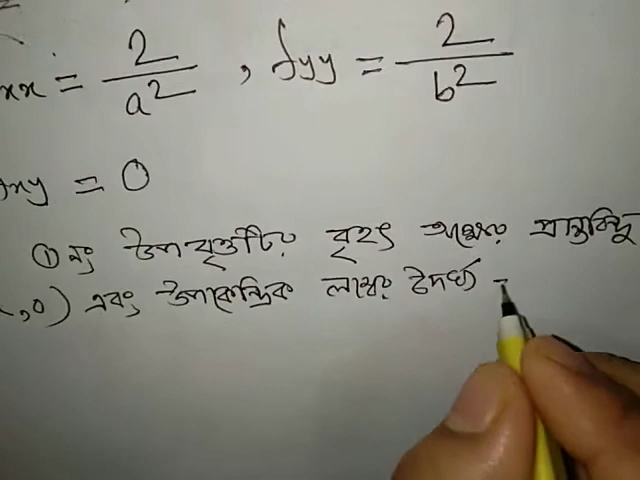 xx = 2/a², fyy = 2/b²
xy = 0
① নং উপবৃত্তটির বৃহৎ অক্ষের প্রান্তবিন্দু
,0) এবং উপকেন্দ্রিক লম্বের দৈর্ঘ্য